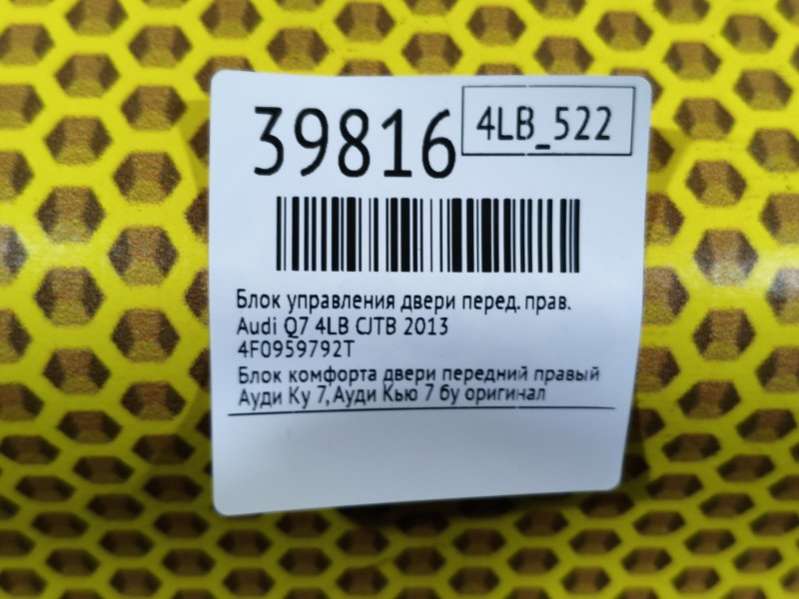 39816
4LB_522
Блок управления двери перед. прав.
Audi Q7 4LB CJTB 2013
4F0959792T
Блок комфорта двери передний правый
Ауди Ку 7, Ауди Кью 7 бу оригинал